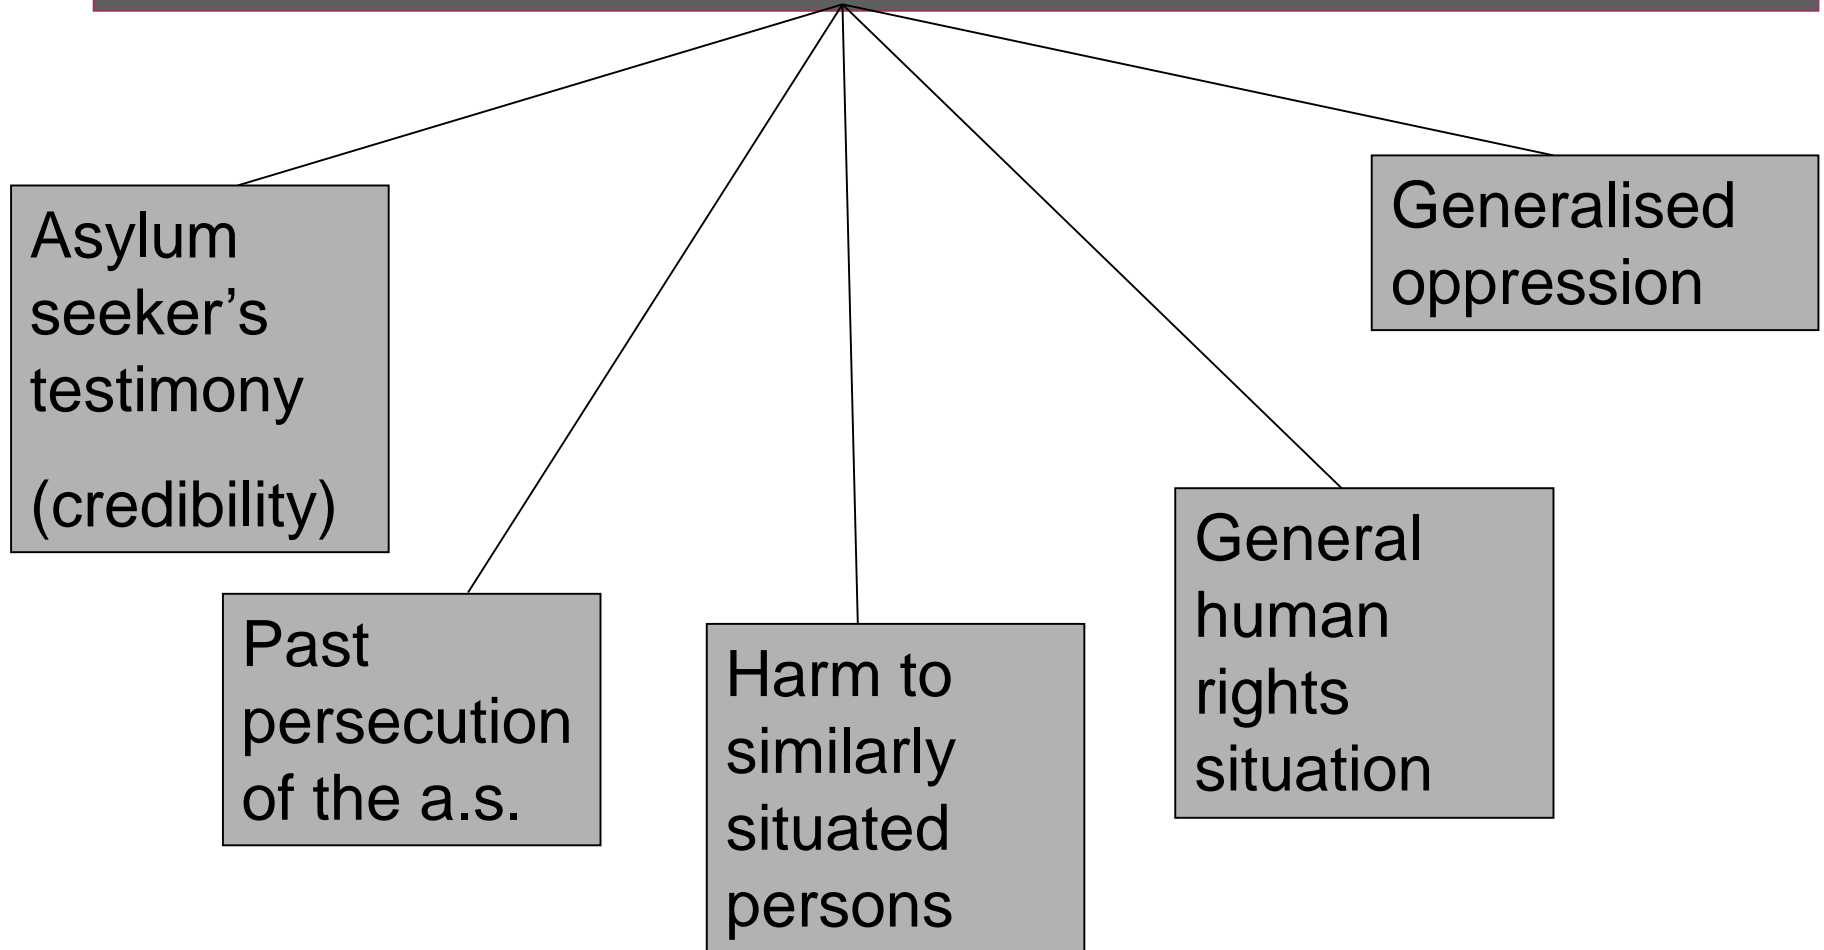 Asylum
seeker’s
testimony
(credibility)
Past
persecution
of the a.s.
Harm to
similarly
situated
persons
General
human
rights
situation
Generalised
oppression